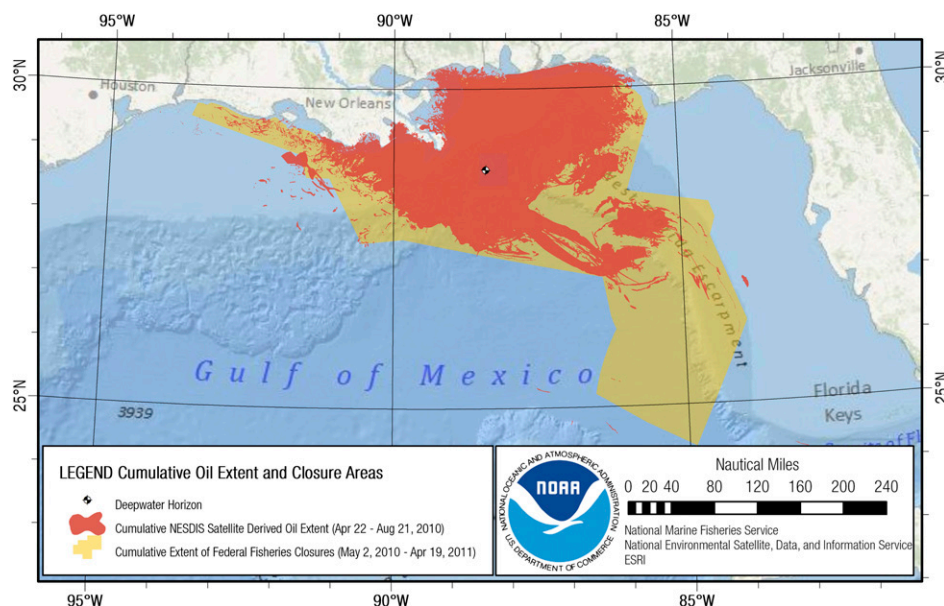 95°W
90°W
85°W
30°N
30°N
Houston
New Orleans
Jacksonville
Escarpment
Gulf of Mexico
25°N
25°N
3939
Florida
Keys
LEGEND Cumulative Oil Extent and Closure Areas
Deepwater Horizon
Cumulative NESDIS Satellite Derived Oil Extent (Apr 22 - Aug 21, 2010)
Cumulative Extent of Federal Fisheries Closures (May 2, 2010 - Apr 19, 2011)
NATIONAL OCEANIC AND ATMOSPHERIC ADMINISTRATION
NOAA
U.S. DEPARTMENT OF COMMERCE
Nautical Miles
0 20 40 80 120 160 200 240
National Marine Fisheries Service
National Environmental Satellite, Data, and Information Service
ESRI
95°W
90°W
85°W